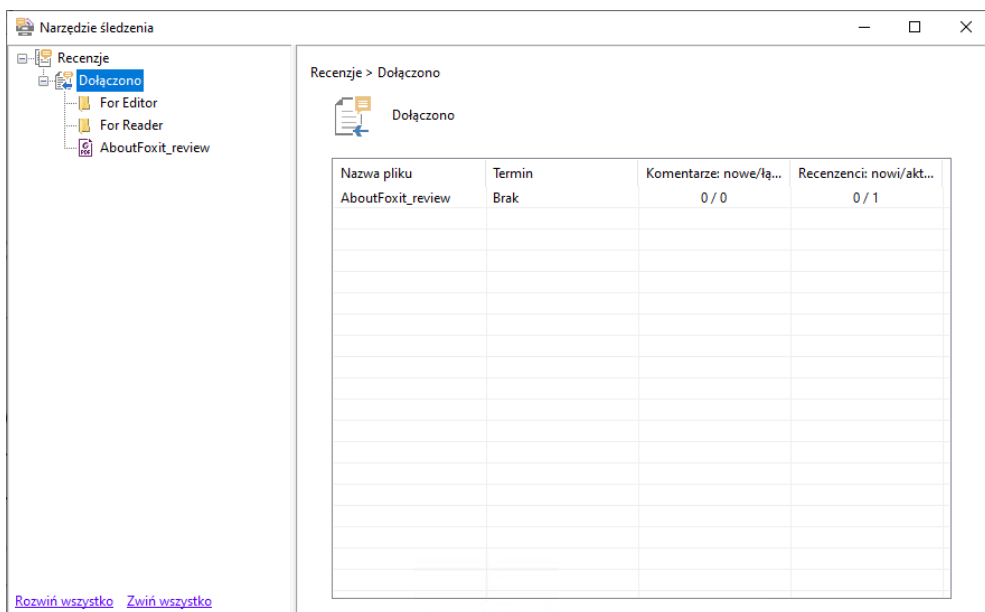 Narzędzie śledzenia
Recenzje
Dołączono
For Editor
For Reader
AboutFoxit_review
Rozwiń wszystko Zwiń wszystko
Recenzje > Dołączono
Dołączono
Nazwa pliku Termin Komentarze: nowe/łą... Recenzenci: nowi/akt...
AboutFoxit_review Brak 0 / 0 0 / 1